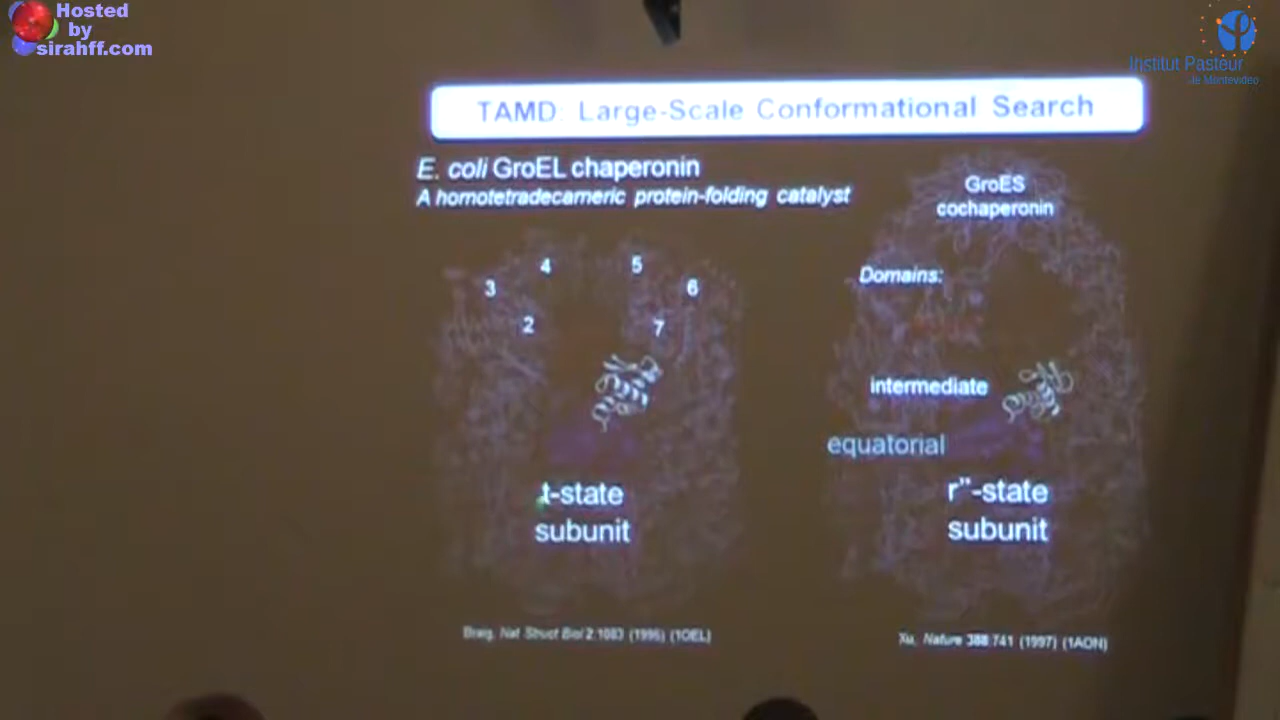 Hosted
by
sirahff.com
Institut Pasteur
de Montevideo
TAMD: Large-Scale Conformational Search
E. coli GroEL chaperonin
A homotetradecameric protein-folding catalyst
GroES
cochaperonin
Domains:
4
5
3
6
2
7
intermediate
equatorial
t-state
subunit
r”-state
subunit
Braig, Nat Struct Biol 2:1083 (1995) (1OEL)
Xu, Nature 388:741 (1997) (1AON)